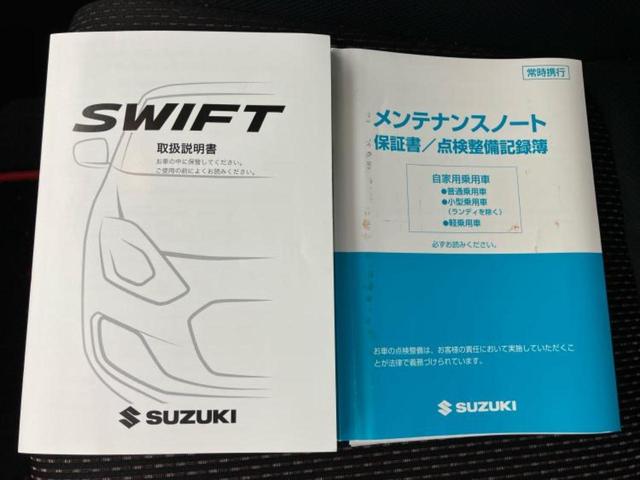 SWIFT
取扱説明書
お車の中に保管してください。
ご使用の前によくお読みください。
SUZUKI
常時携行
メンテナンスノート
保証書/点検整備記録簿
自家用乗用車
●普通乗用車
●小型乗用車
(ランディを除く)
●軽乗用車
必ずお読みください。
お車の点検整備は、お客様の責任において実施していただくこ
とが法律で義務づけられています。
SUZUKI